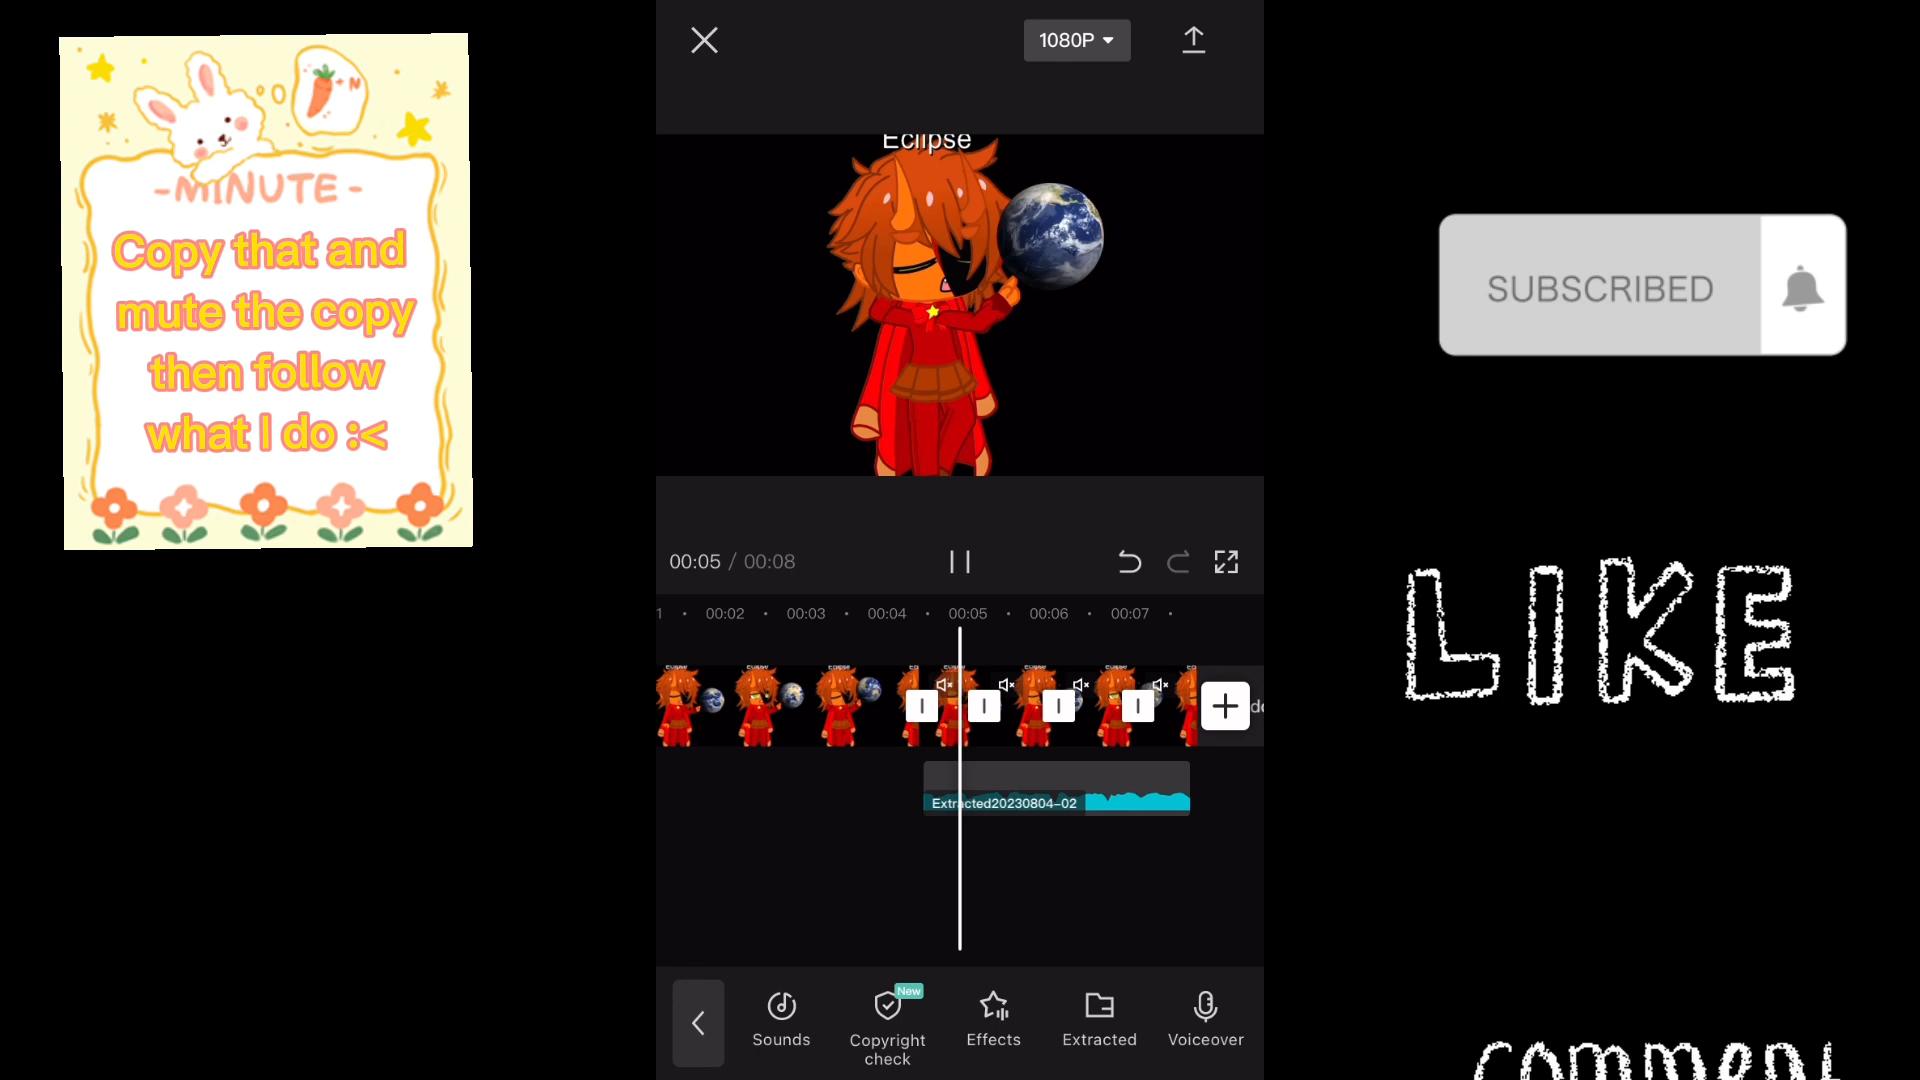 -MINUTE-
Copy that and
mute the copy
then follow
what I do :<
+N
1080P
Eclipse
00:05 / 00:08
1 00:02 00:03 00:04 00:05 00:06 00:07
Eclipse
Extracted20230804-02
Sounds
New
Copyright
check
Effects
Extracted
Voiceover
SUBSCRIBED
LIKE
comment